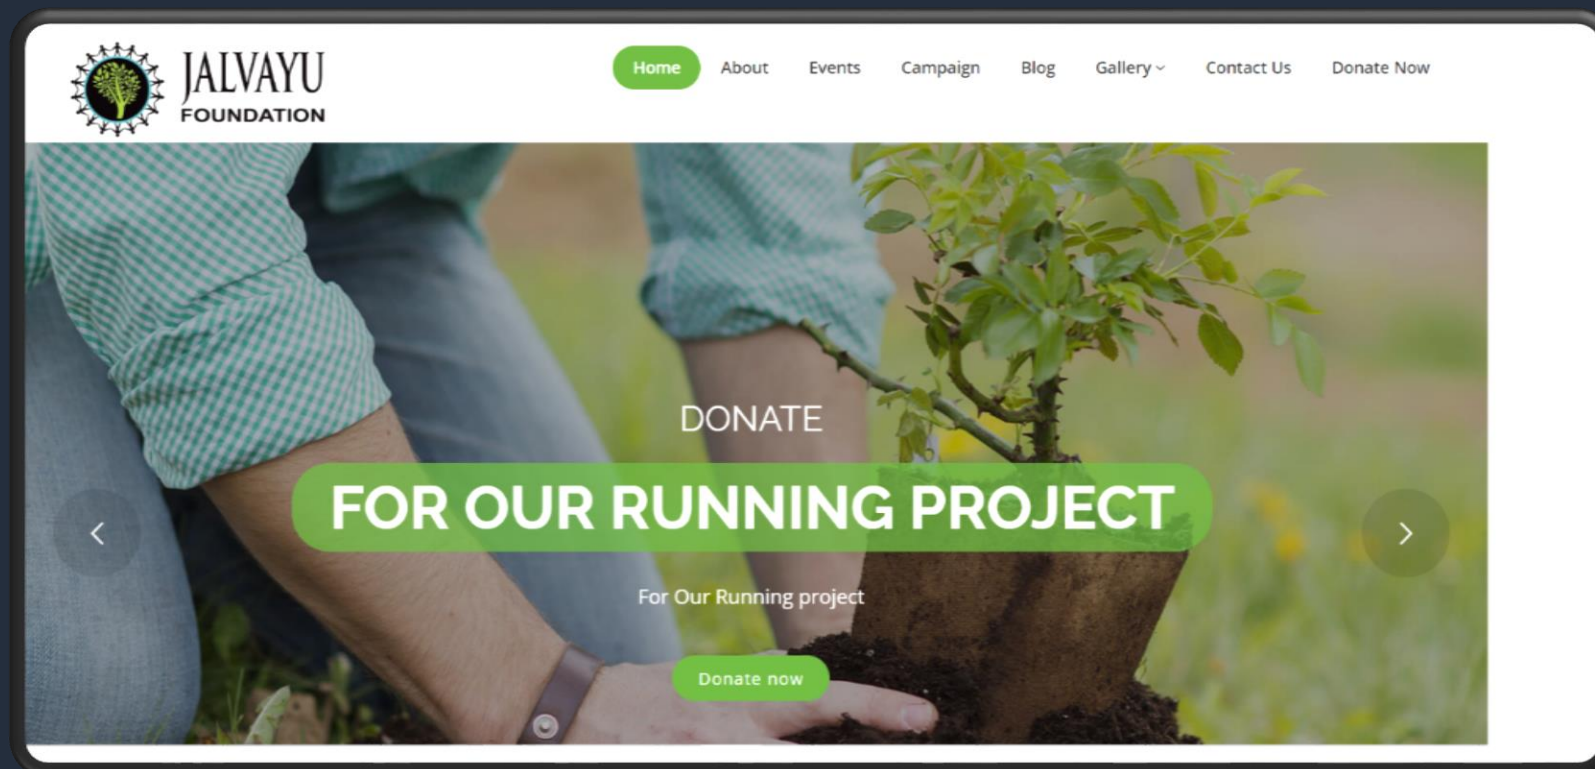 JALVAYU
FOUNDATION
Home About Events Campaign Blog Gallery Contact Us Donate Now
DONATE
FOR OUR RUNNING PROJECT
For Our Running project
Donate now